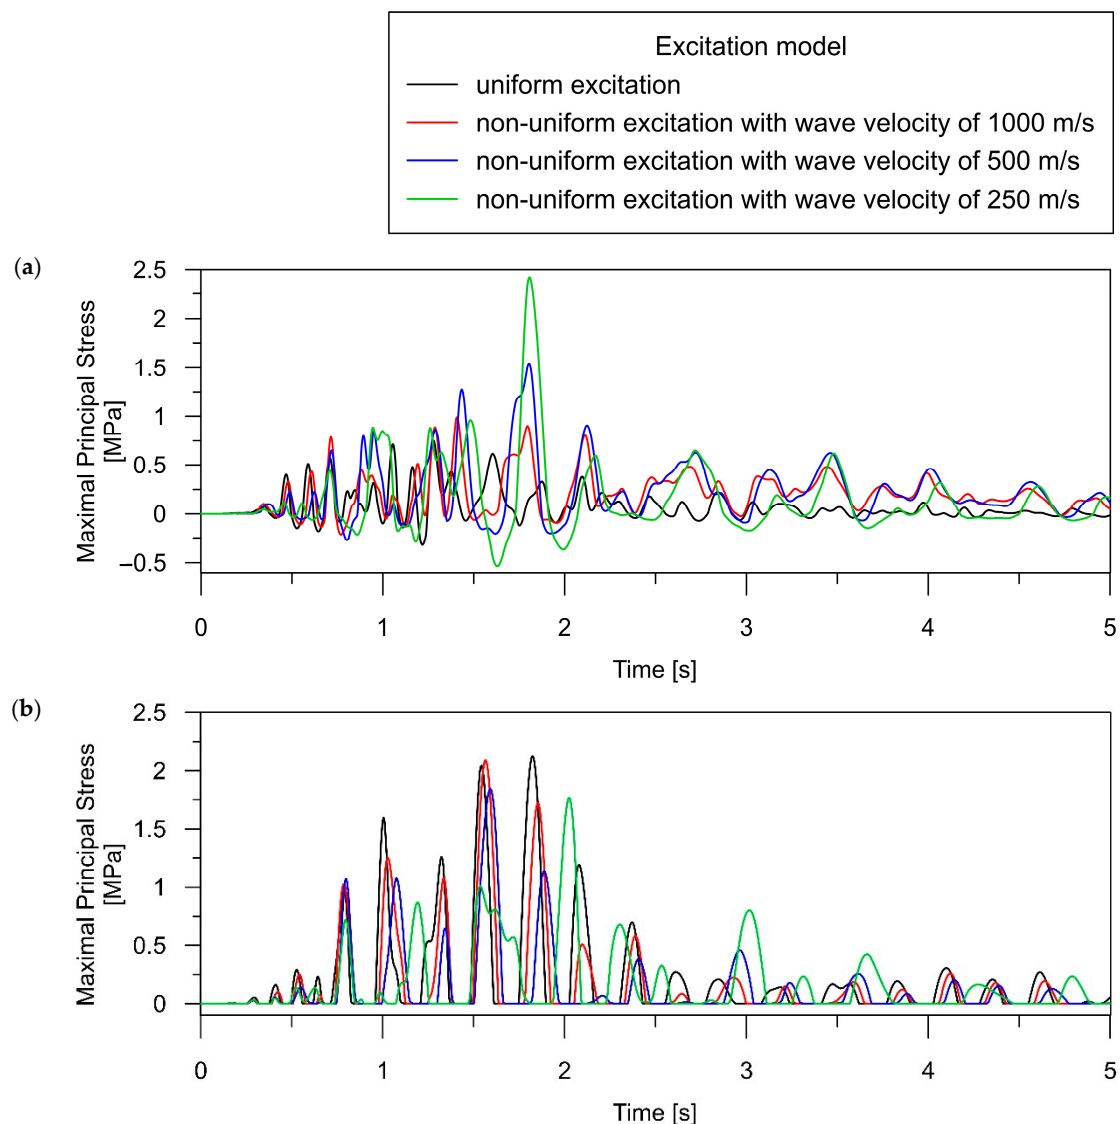 Excitation model
uniform excitation
non-uniform excitation with wave velocity of 1000 m/s
non-uniform excitation with wave velocity of 500 m/s
non-uniform excitation with wave velocity of 250 m/s
(a)
Maximal Principal Stress
[MPa]
2.5
2
1.5
1
0.5
0
−0.5
0 1 2 3 4 5
Time [s]
(b)
Maximal Principal Stress
[MPa]
2.5
2
1.5
1
0.5
0
0 1 2 3 4 5
Time [s]